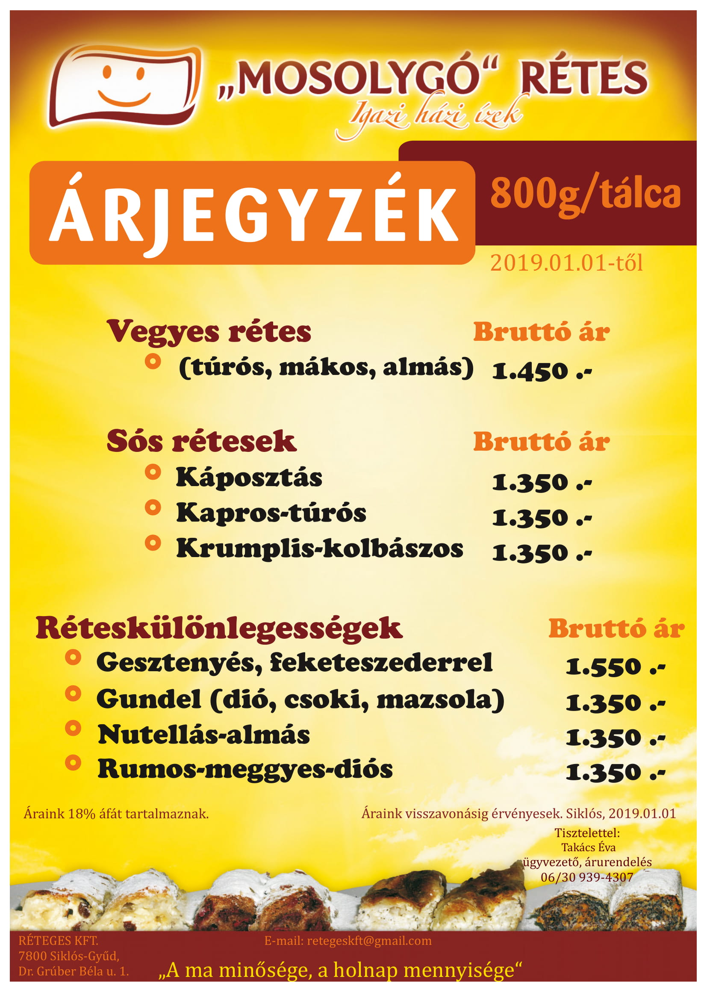 „MOSOLYGÓ“ RÉTES
Igazi házi ízek
ÁRJEGYZÉK
800g/tálca
2019.01.01-től
Vegyes rétes Bruttó ár
(túrós, mákos, almás) 1.450 .-
Sós rétesek Bruttó ár
Káposztás 1.350 .-
Kapros-túrós 1.350 .-
Krumplis-kolbászos 1.350 .-
Réteskülönlegességek Bruttó ár
Gesztenyés, feketeszederrel 1.550 .-
Gundel (dió, csoki, mazsola) 1.350 .-
Nutellás-almás 1.350 .-
Rumos-meggyes-diós 1.350 .-
Áraink 18% áfát tartalmaznak. Áraink visszavonásig érvényesek. Siklós, 2019.01.01
Tisztelettel:
Takács Éva
ügyvezető, árurendelés
06/30 939-4307
RÉTEGES KFT. E-mail: retegeskft@gmail.com
7800 Siklós-Gyűd,
Dr. Grúber Béla u. 1.
„A ma minősége, a holnap mennyisége“